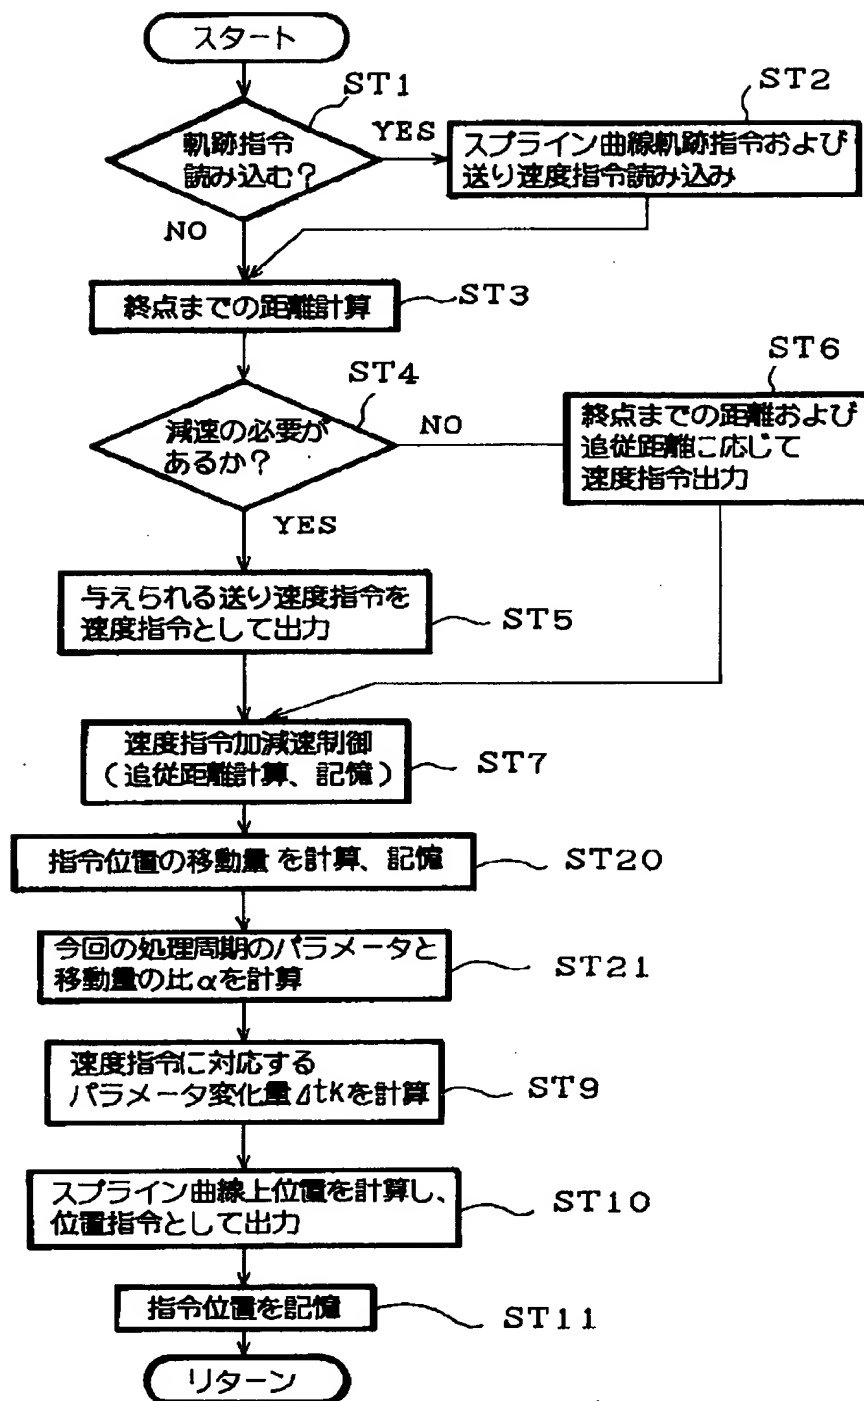 スタート
ST1
軌跡指令
読み込む?
YES
ST2
スプライン曲線軌跡指令および
送り速度指令読み込み
NO
終点までの距離計算
ST3
ST4
減速の必要が
あるか?
NO
ST6
終点までの距離および
追従距離に応じて
速度指令出力
YES
与えられる送り速度指令を
速度指令として出力
ST5
速度指令加減速制御
(追従距離計算、記憶)
ST7
指令位置の移動量を計算、記憶
ST20
今回の処理周期のパラメータと
移動量の比αを計算
ST21
速度指令に対応する
パラメータ変化量ΔtKを計算
ST9
スプライン曲線上位置を計算し、
位置指令として出力
ST10
指令位置を記憶
ST11
リターン